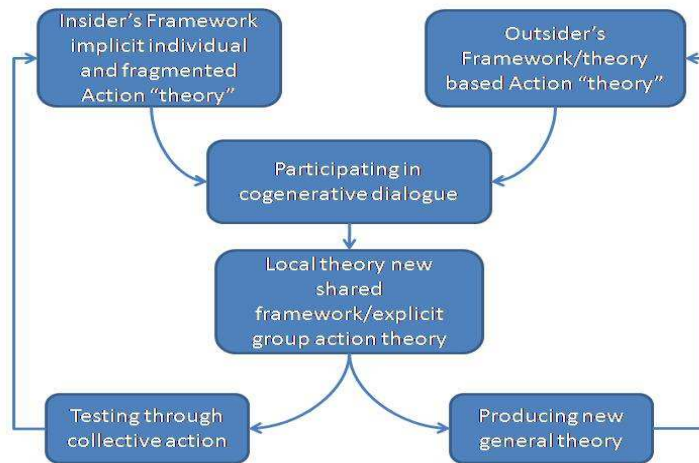 Insider's Framework
implicit individual
and fragmented
Action "theory"
Outsider's
Framework/theory
based Action "theory"
Participating in
cogenerative dialogue
Local theory new
shared
framework/explicit
group action theory
Testing through
collective action
Producing new
general theory